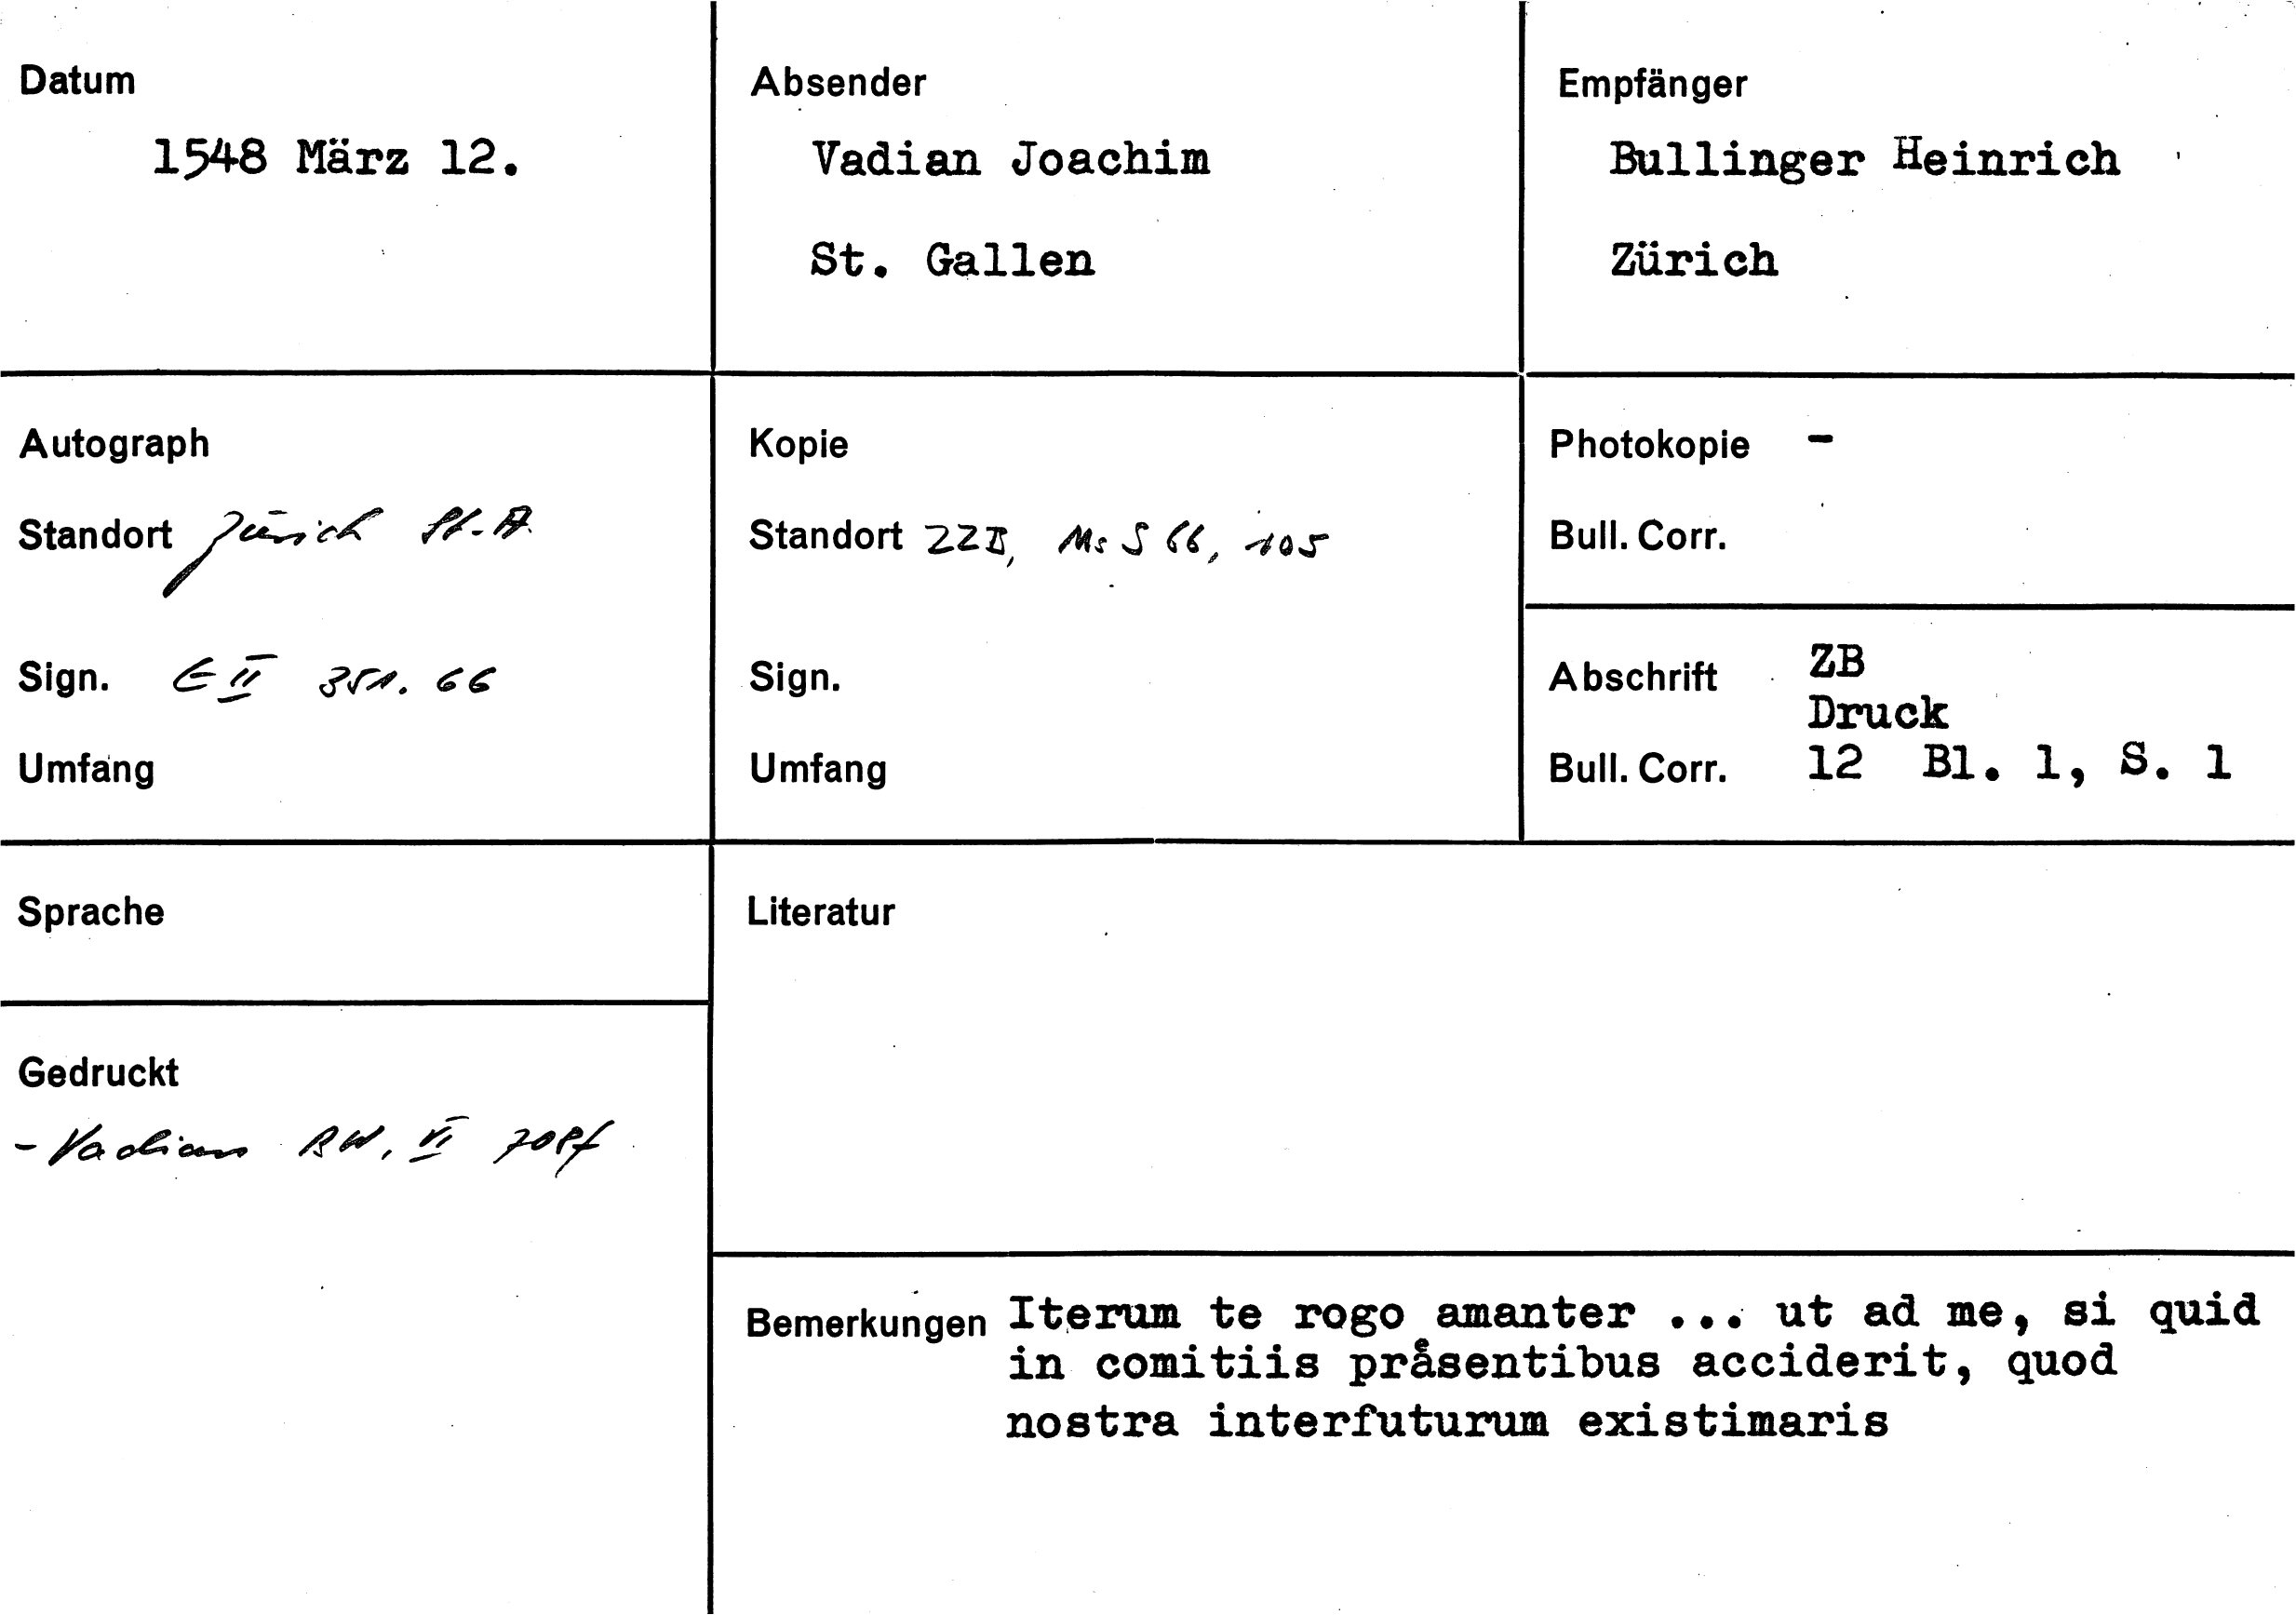 Datum
1548 März 12.
Absender
Vadian Joachim
St. Gallen
Empfänger
Bullinger Heinrich
Zürich
Autograph
Standort Zürich St.A.
Sign. E II 351. 66
Umfang
Kopie
Standort ZZB, Ms S 66, 105
Sign.
Umfang
Photokopie -
Bull. Corr.
Abschrift ZB
Druck
Bull. Corr. 12 Bl. 1, S. 1
Sprache
Gedruckt
- Vadian BW. VI 708f
Literatur
Bemerkungen Iterum te rogo amanter ... ut ad me, si quid
in comitiis pråsentibus acciderit, quod
nostra interfuturum existimaris